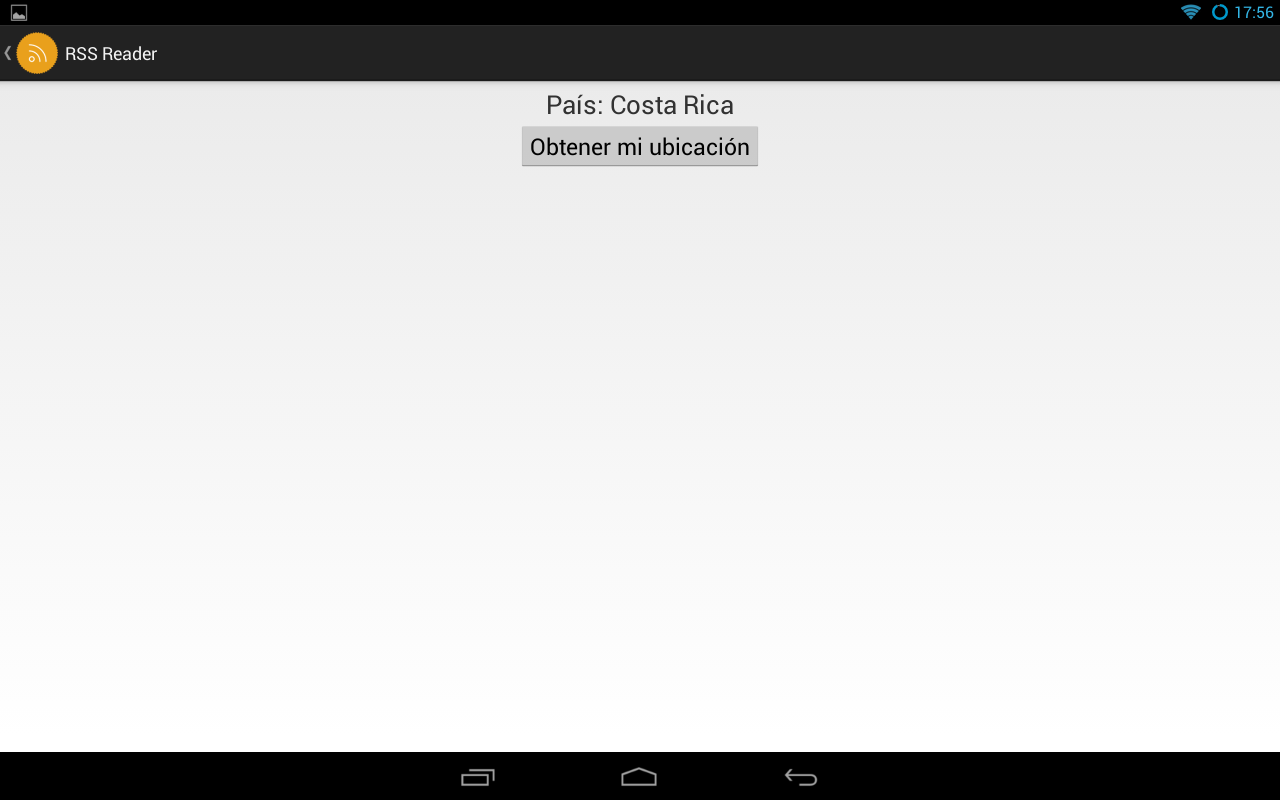 17:56
RSS Reader
País: Costa Rica
Obtener mi ubicación